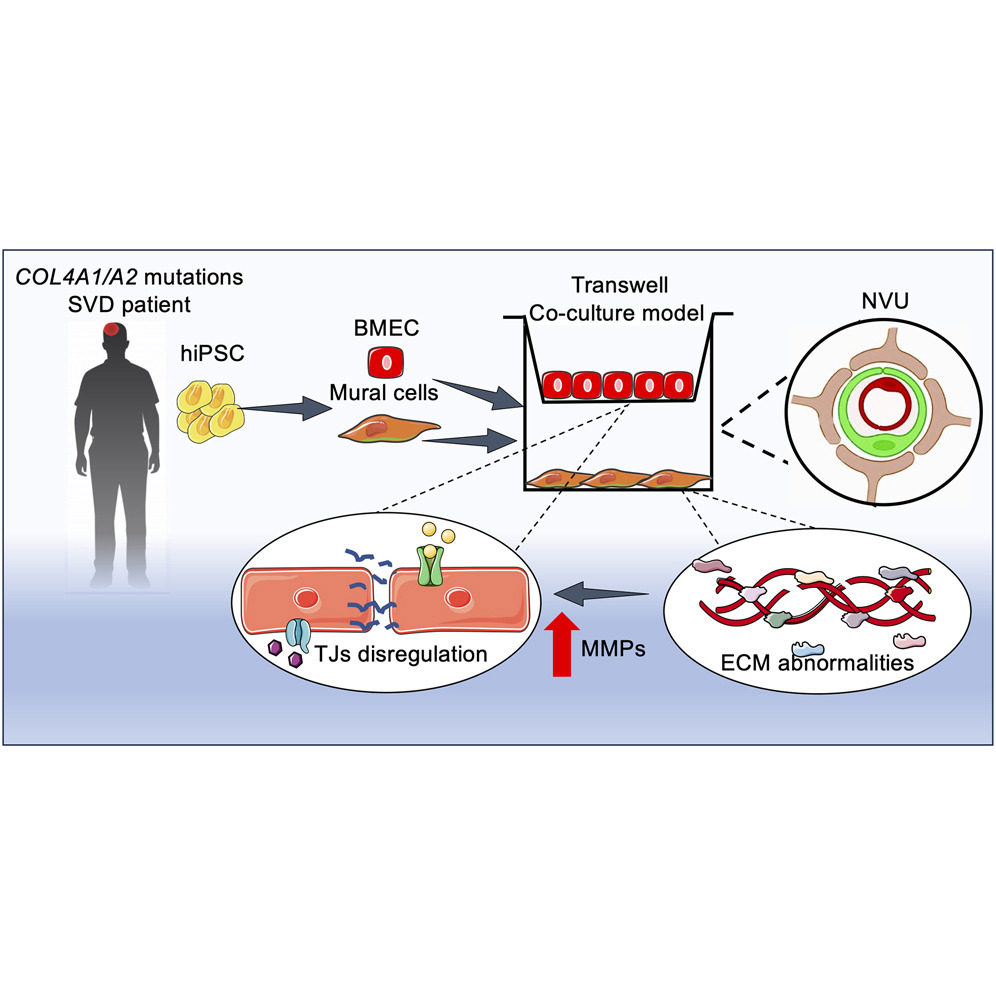 COL4A1/A2 mutations
SVD patient
hiPSC
BMEC
Mural cells
Transwell
Co-culture model
NVU
TJs disregulation
MMPs
ECM abnormalities